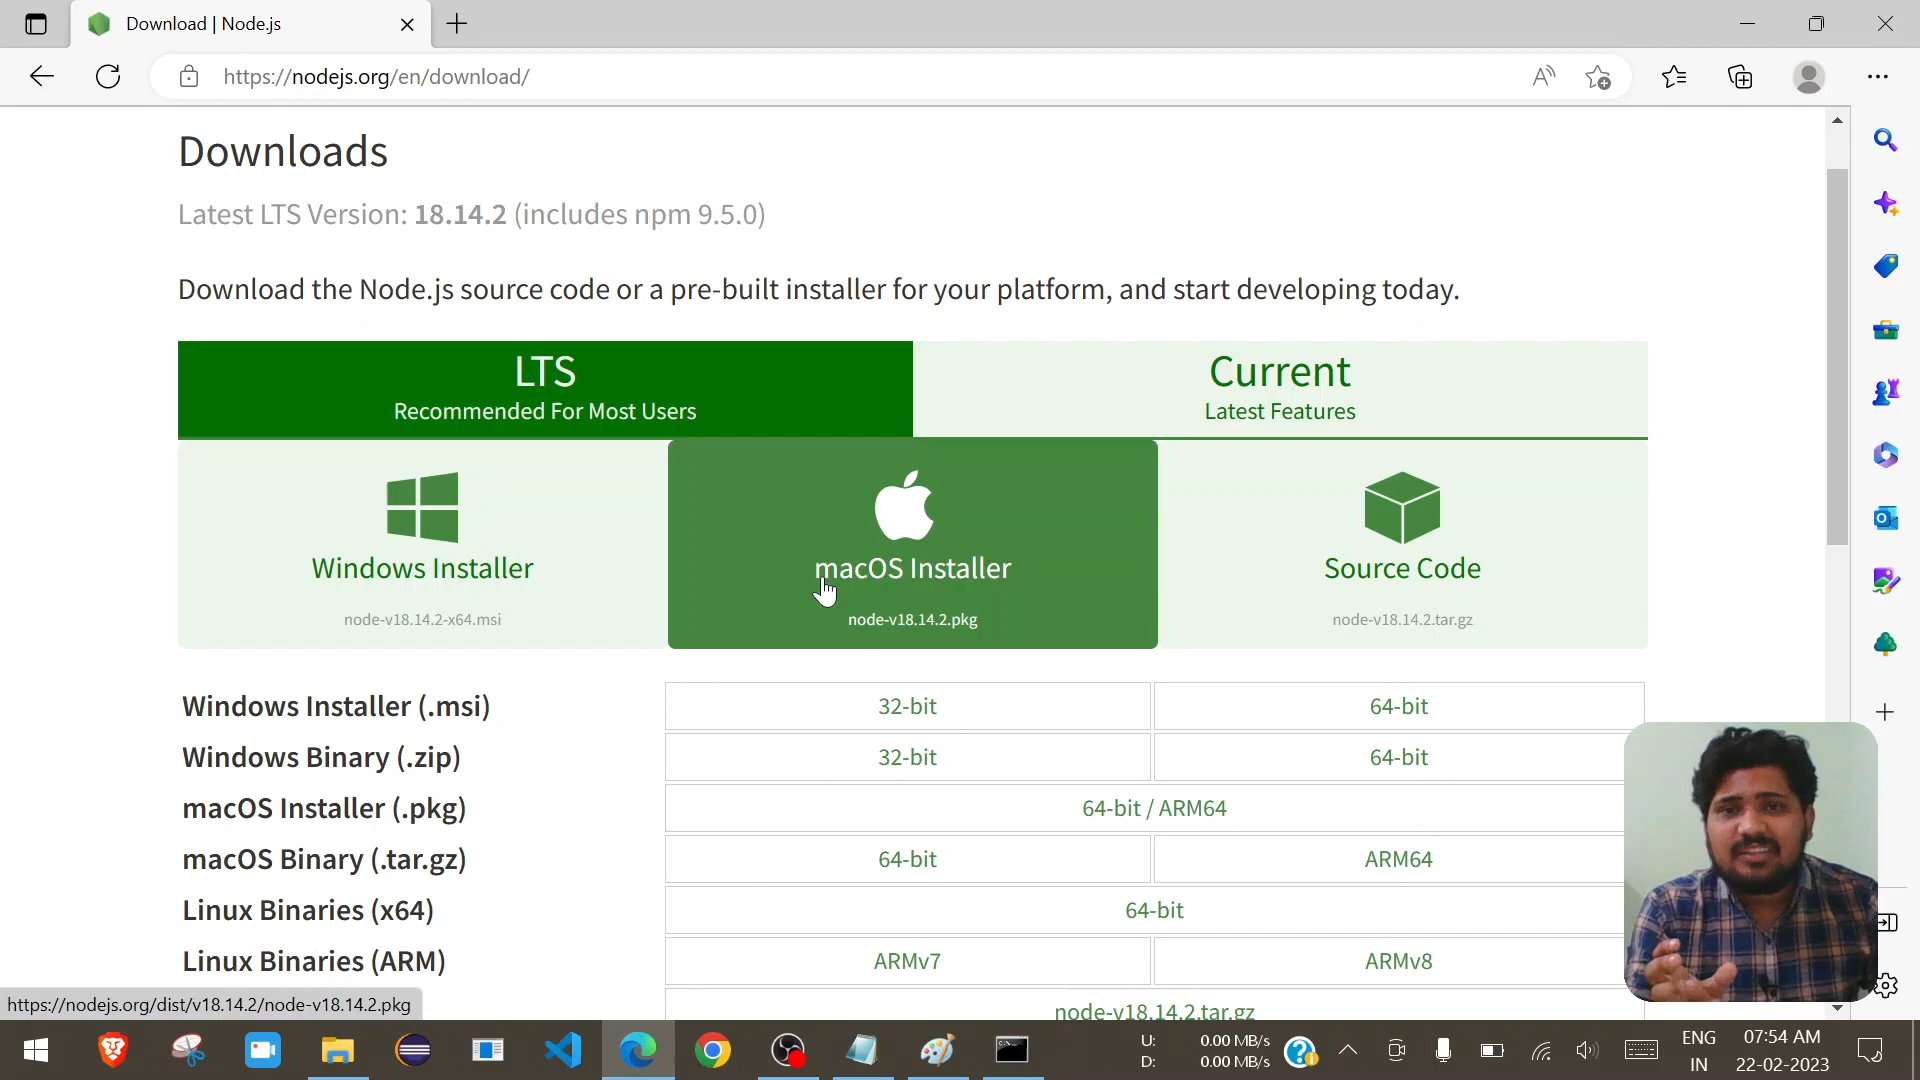 Download | Node.js
https://nodejs.org/en/download/
Downloads
Latest LTS Version: 18.14.2 (includes npm 9.5.0)
Download the Node.js source code or a pre-built installer for your platform, and start developing today.
LTS
Recommended For Most Users
Current
Latest Features
Windows Installer
node-v18.14.2-x64.msi
macOS Installer
node-v18.14.2.pkg
Source Code
node-v18.14.2.tar.gz
Windows Installer (.msi) 32-bit 64-bit
Windows Binary (.zip) 32-bit 64-bit
macOS Installer (.pkg) 64-bit / ARM64
macOS Binary (.tar.gz) 64-bit ARM64
Linux Binaries (x64) 64-bit
Linux Binaries (ARM) ARMv7 ARMv8
node-v18.14.2.tar.gz
https://nodejs.org/dist/v18.14.2/node-v18.14.2.pkg
U: 0.00 MB/s
D: 0.00 MB/s
ENG
IN
07:54 AM
22-02-2023